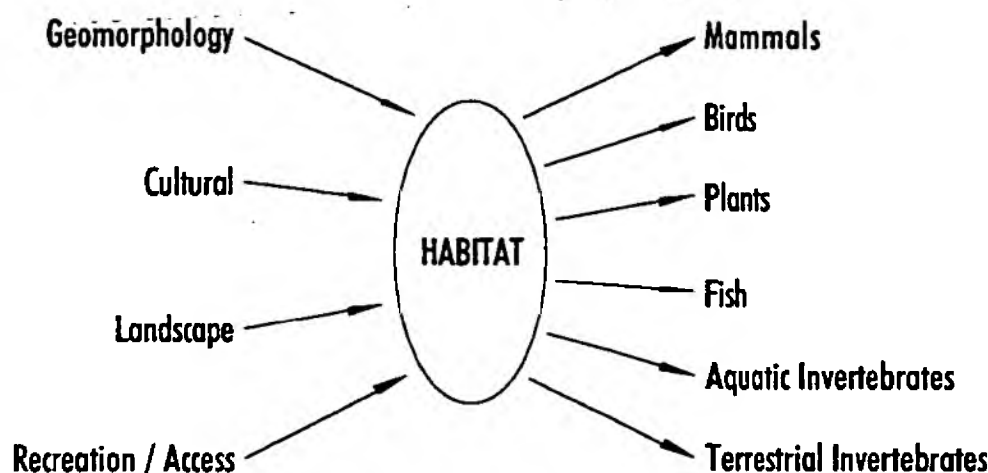 Geomorphology
Cultural
Landscape
Recreation / Access
HABITAT
Mammals
Birds
Plants
Fish
Aquatic Invertebrates
Terrestrial Invertebrates